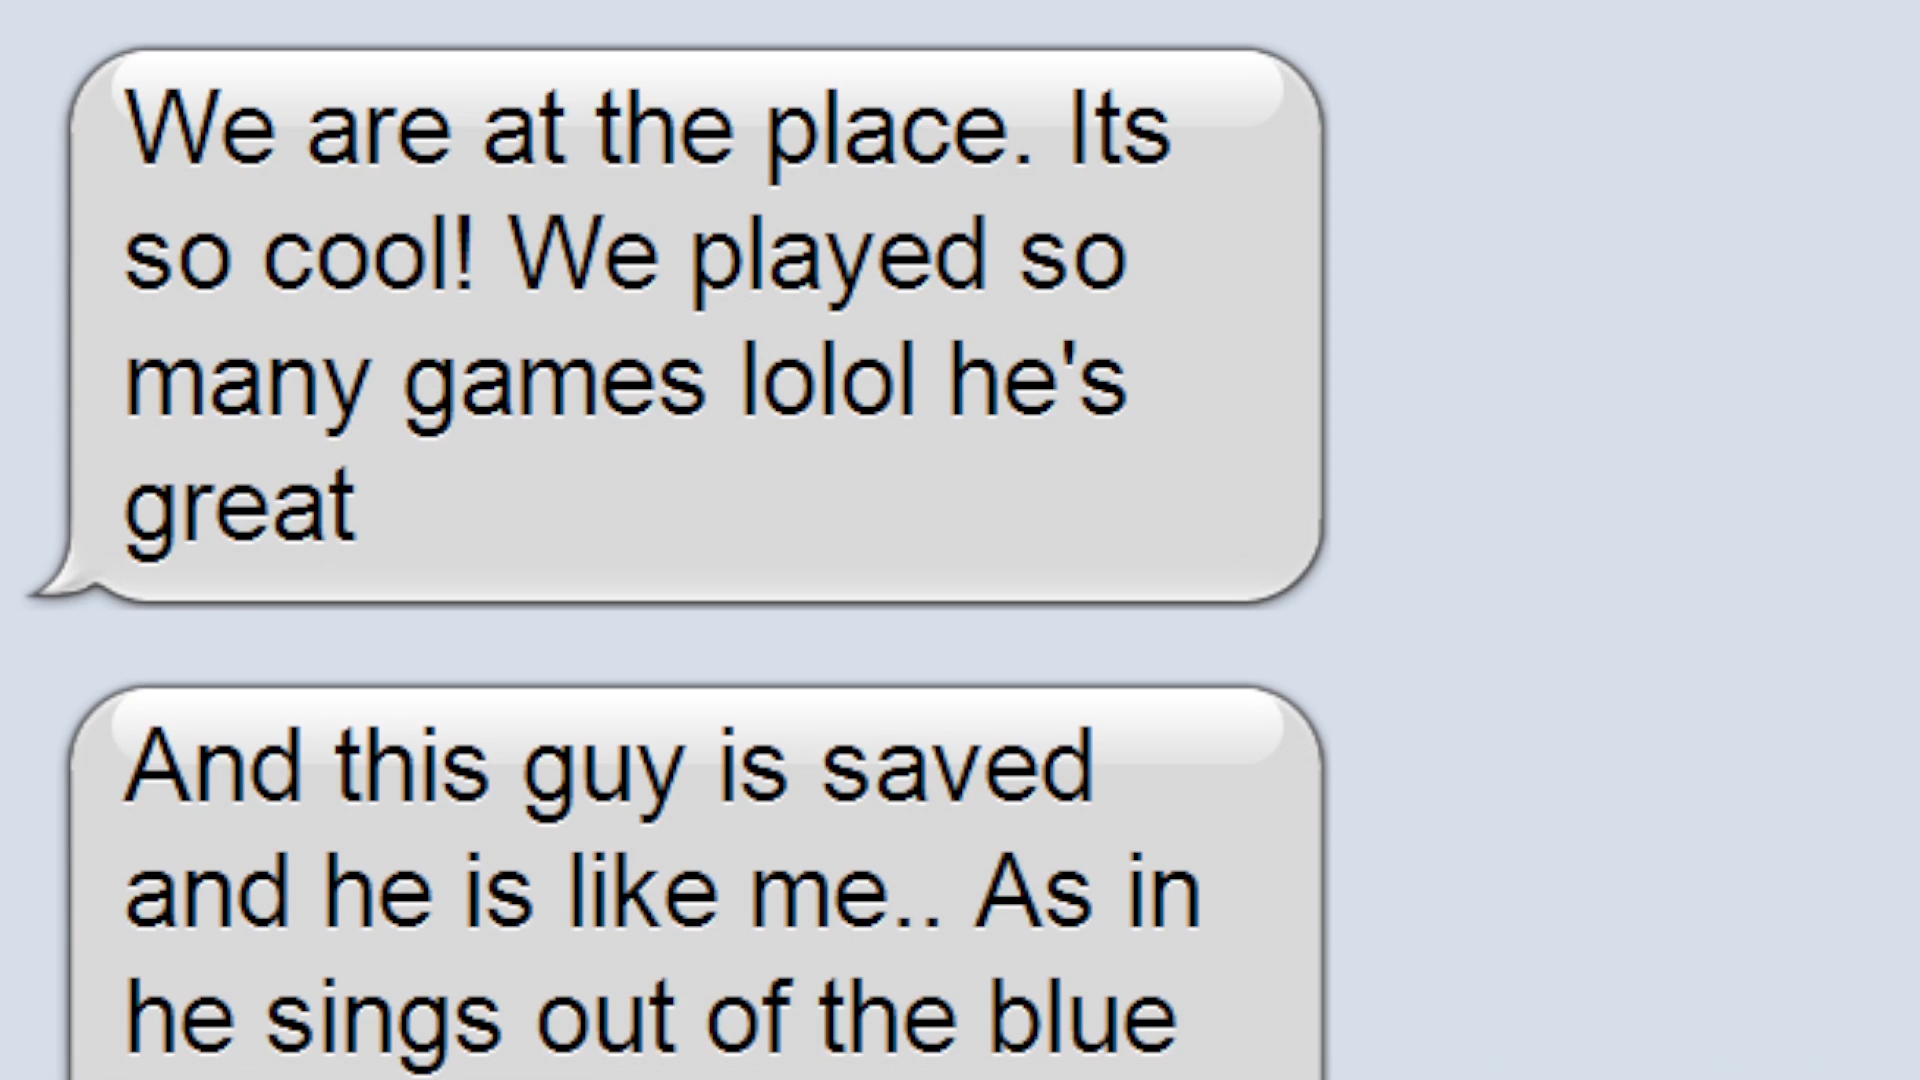 We are at the place. Its
so cool! We played so
many games lolol he's
great
And this guy is saved
and he is like me.. As in
he sings out of the blue